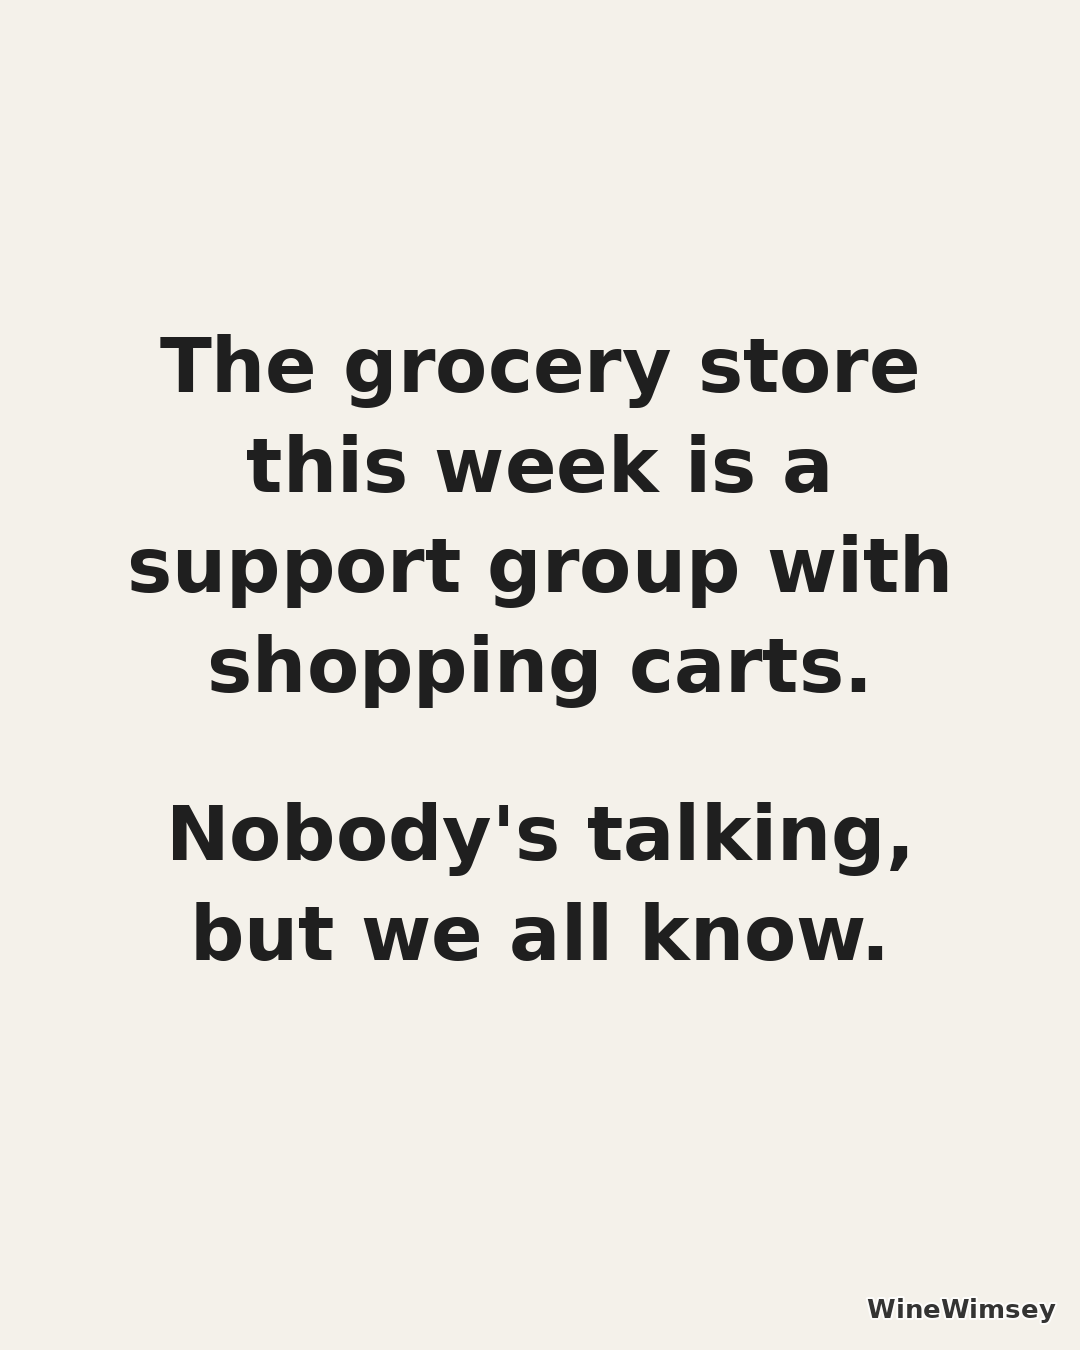 The grocery store
this week is a
support group with
shopping carts.
Nobody's talking,
but we all know.
WineWimsey